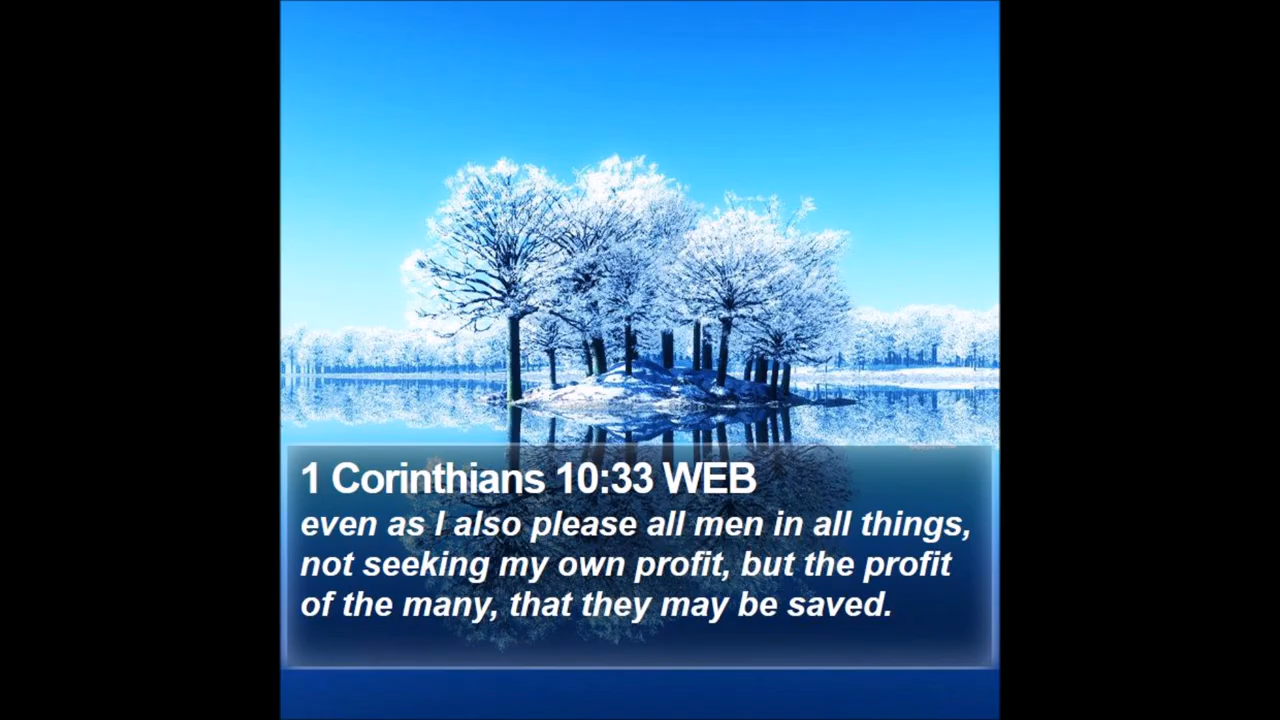 1 Corinthians 10:33 WEB
even as I also please all men in all things,
not seeking my own profit, but the profit
of the many, that they may be saved.